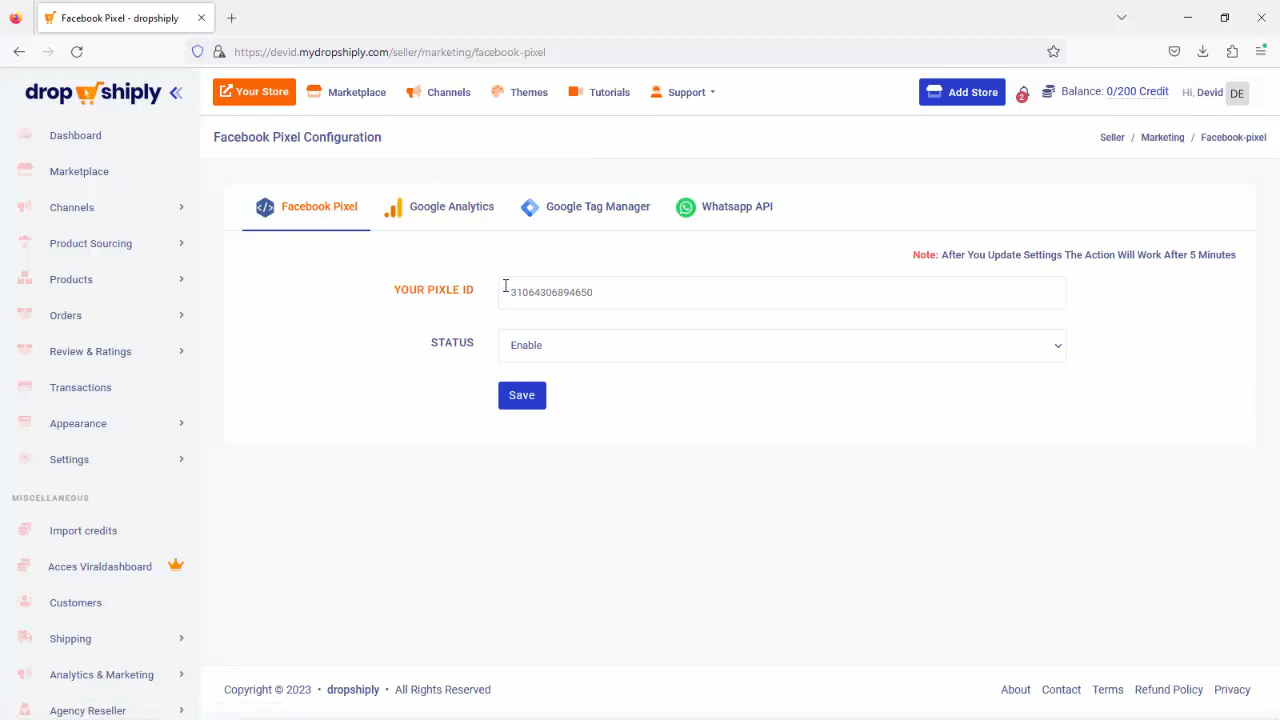 Facebook Pixel - dropshiply
https://devid.mydropshiply.com/seller/marketing/facebook-pixel
drop shiply
Your Store
Marketplace
Channels
Themes
Tutorials
Support
Add Store
2
Balance: 0/200 Credit
Hi, Devid
DE
Facebook Pixel Configuration
Seller / Marketing / Facebook-pixel
Dashboard
Marketplace
Channels
Product Sourcing
Products
Orders
Review & Ratings
Transactions
Appearance
Settings
MISCELLANEOUS
Import credits
Acces Viraldashboard
Customers
Shipping
Analytics & Marketing
Agency Reseller
Facebook Pixel
Google Analytics
Google Tag Manager
Whatsapp API
Note: After You Update Settings The Action Will Work After 5 Minutes
YOUR PIXLE ID
31064306894650
STATUS
Enable
Save
Copyright © 2023 • dropshiply • All Rights Reserved
About
Contact
Terms
Refund Policy
Privacy